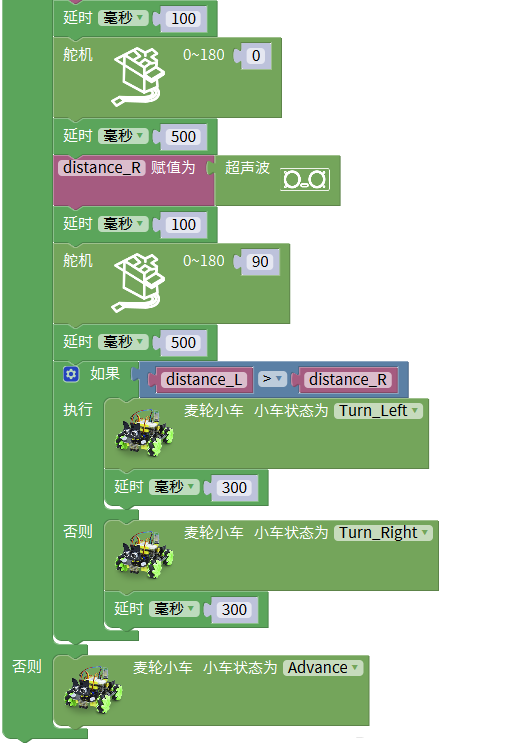 延时 毫秒 100
舵机 0~180 0
延时 毫秒 500
distance_R 赋值为 超声波
延时 毫秒 100
舵机 0~180 90
延时 毫秒 500
如果 distance_L > distance_R
执行 麦轮小车 小车状态为 Turn_Left
延时 毫秒 300
否则 麦轮小车 小车状态为 Turn_Right
延时 毫秒 300
否则 麦轮小车 小车状态为 Advance